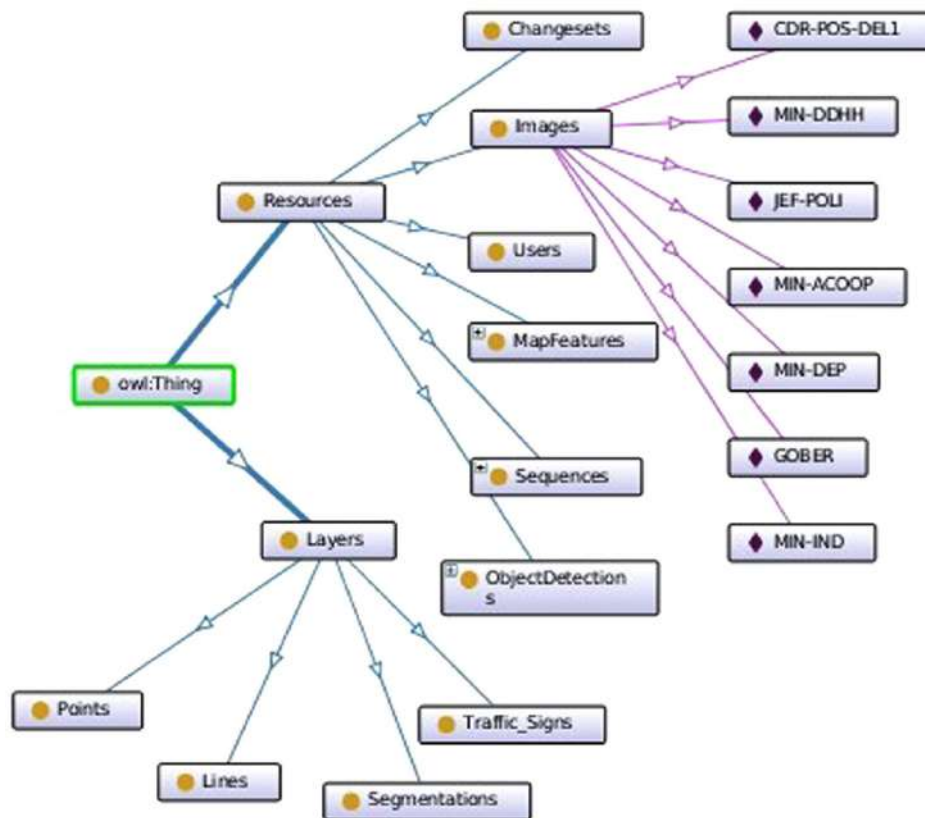 Changesets
CDR-POS-DEL1
Images
MIN-DDHH
Resources
JEF-POLI
Users
MIN-ACOOP
MapFeatures
owl:Thing
MIN-DEP
GOBER
Sequences
Layers
MIN-IND
ObjectDetection
s
Points
Traffic_Signs
Lines
Segmentations